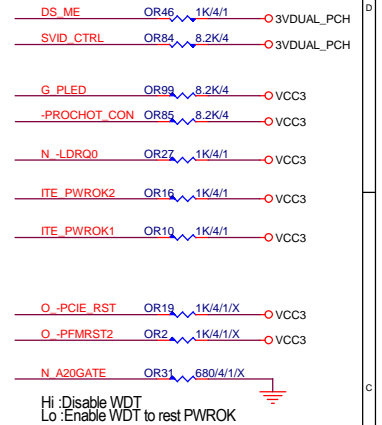 DS_ME OR46 1K/4/1 3VDUAL_PCH
SVID_CTRL OR84 8.2K/4 3VDUAL_PCH
G_PLED OR99 8.2K/4 VCC3
-PROCHOT_CON OR85 8.2K/4 VCC3
N_-LDRQ0 OR27 1K/4/1 VCC3
ITE_PWROK2 OR16 1K/4/1 VCC3
ITE_PWROK1 OR10 1K/4/1 VCC3
O_-PCIE_RST OR19 1K/4/1/X VCC3
O_-PFMRST2 OR2 1K/4/1/X VCC3
N_A20GATE OR31 680/4/1/X
Hi :Disable WDT
Lo :Enable WDT to rest PWROK
D
C